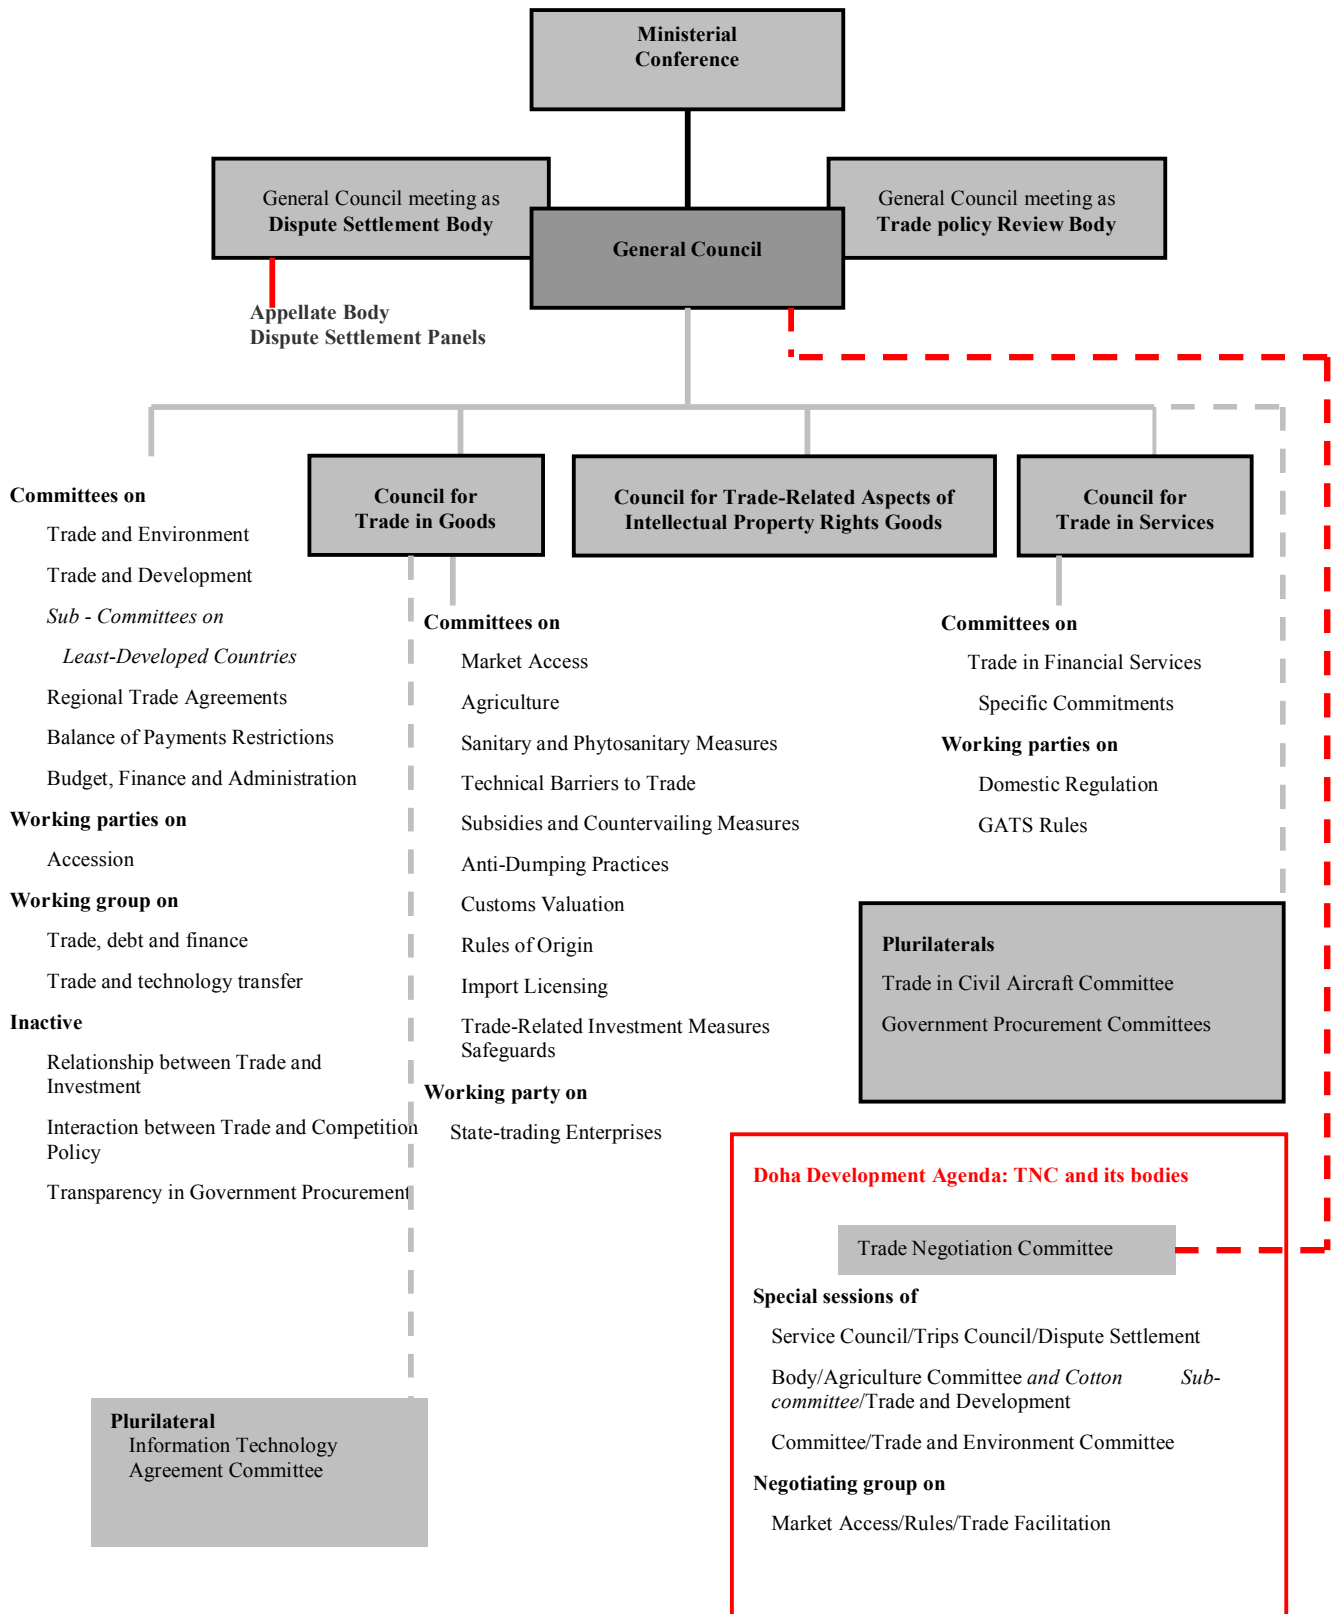 Ministerial
Conference
General Council meeting as
Dispute Settlement Body
General Council
General Council meeting as
Trade policy Review Body
Appellate Body
Dispute Settlement Panels
Committees on
Trade and Environment
Trade and Development
Sub - Committees on
Least-Developed Countries
Regional Trade Agreements
Balance of Payments Restrictions
Budget, Finance and Administration
Working parties on
Accession
Working group on
Trade, debt and finance
Trade and technology transfer
Inactive
Relationship between Trade and
Investment
Interaction between Trade and Competition
Policy
Transparency in Government Procurement
Council for
Trade in Goods
Committees on
Market Access
Agriculture
Sanitary and Phytosanitary Measures
Technical Barriers to Trade
Subsidies and Countervailing Measures
Anti-Dumping Practices
Customs Valuation
Rules of Origin
Import Licensing
Trade-Related Investment Measures
Safeguards
Working party on
State-trading Enterprises
Plurilateral
Information Technology
Agreement Committee
Council for Trade-Related Aspects of
Intellectual Property Rights Goods
Council for
Trade in Services
Committees on
Trade in Financial Services
Specific Commitments
Working parties on
Domestic Regulation
GATS Rules
Plurilaterals
Trade in Civil Aircraft Committee
Government Procurement Committees
Doha Development Agenda: TNC and its bodies
Trade Negotiation Committee
Special sessions of
Service Council/Trips Council/Dispute Settlement
Body/Agriculture Committee and Cotton Sub-
committee/Trade and Development
Committee/Trade and Environment Committee
Negotiating group on
Market Access/Rules/Trade Facilitation